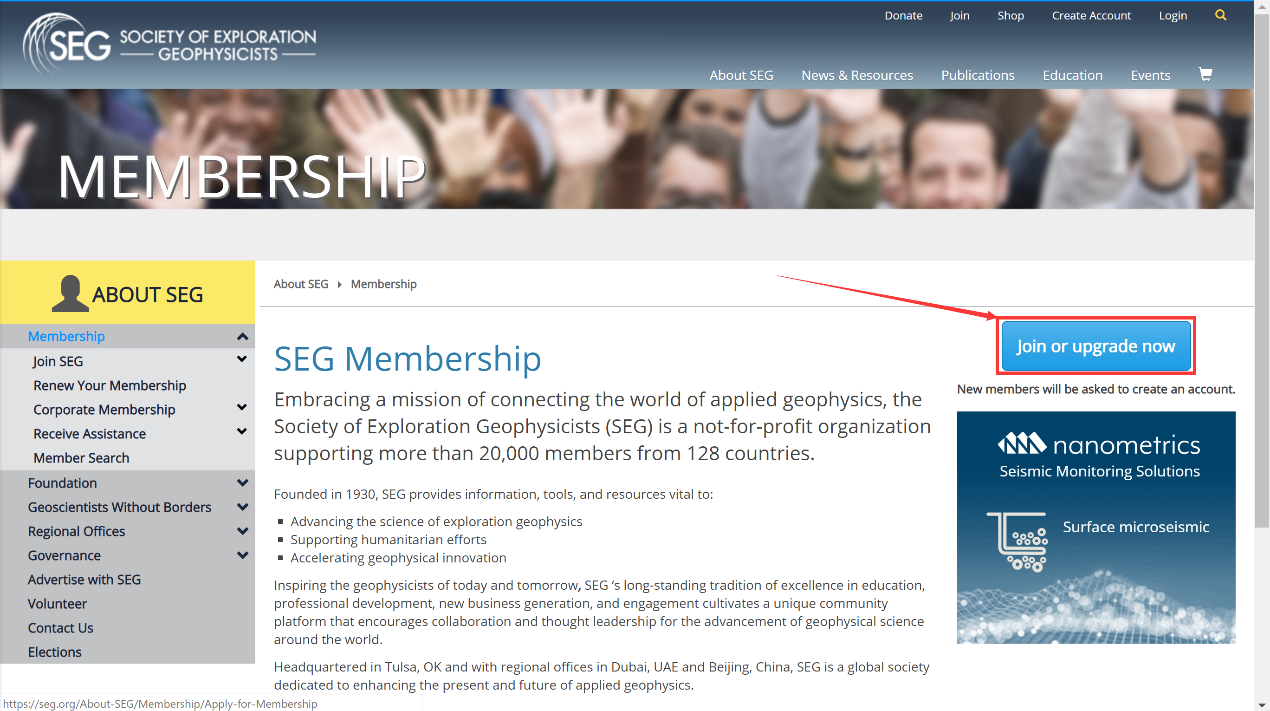 Donate Join Shop Create Account Login
SEG SOCIETY OF EXPLORATION
GEOPHYSICISTS
About SEG News & Resources Publications Education Events
MEMBERSHIP
ABOUT SEG
Membership
Join SEG
Renew Your Membership
Corporate Membership
Receive Assistance
Member Search
Foundation
Geoscientists Without Borders
Regional Offices
Governance
Advertise with SEG
Volunteer
Contact Us
Elections
About SEG Membership
SEG Membership
Embracing a mission of connecting the world of applied geophysics, the
Society of Exploration Geophysicists (SEG) is a not-for-profit organization
supporting more than 20,000 members from 128 countries.
Founded in 1930, SEG provides information, tools, and resources vital to:
Advancing the science of exploration geophysics
Supporting humanitarian efforts
Accelerating geophysical innovation
Inspiring the geophysicists of today and tomorrow, SEG ‘s long-standing tradition of excellence in education,
professional development, new business generation, and engagement cultivates a unique community
platform that encourages collaboration and thought leadership for the advancement of geophysical science
around the world.
Headquartered in Tulsa, OK and with regional offices in Dubai, UAE and Beijing, China, SEG is a global society
dedicated to enhancing the present and future of applied geophysics.
Join or upgrade now
New members will be asked to create an account.
nanometrics
Seismic Monitoring Solutions
Surface microseismic
https://seg.org/About-SEG/Membership/Apply-for-Membership